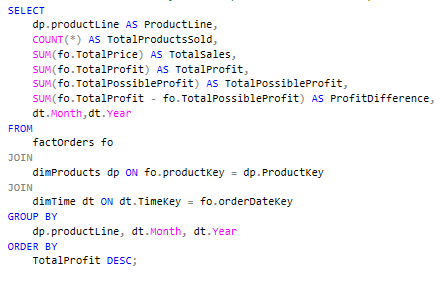 SELECT
dp.productLine AS ProductLine,
COUNT(*) AS TotalProductsSold,
SUM(fo.TotalPrice) AS TotalSales,
SUM(fo.TotalProfit) AS TotalProfit,
SUM(fo.TotalPossibleProfit) AS TotalPossibleProfit,
SUM(fo.TotalProfit - fo.TotalPossibleProfit) AS ProfitDifference,
dt.Month,dt.Year
FROM
factOrders fo
JOIN
dimProducts dp ON fo.productKey = dp.ProductKey
JOIN
dimTime dt ON dt.TimeKey = fo.orderDateKey
GROUP BY
dp.productLine, dt.Month, dt.Year
ORDER BY
TotalProfit DESC;